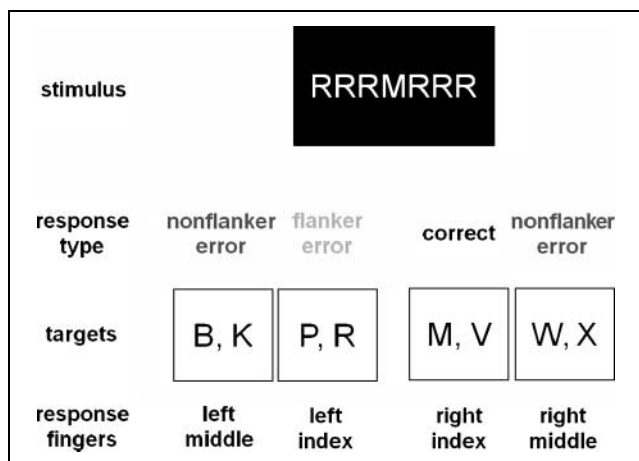 stimulus
RRRMRRR
response type
nonflanker error
flanker error
correct
nonflanker error
targets
B, K
P, R
M, V
W, X
response fingers
left middle
left index
right index
right middle